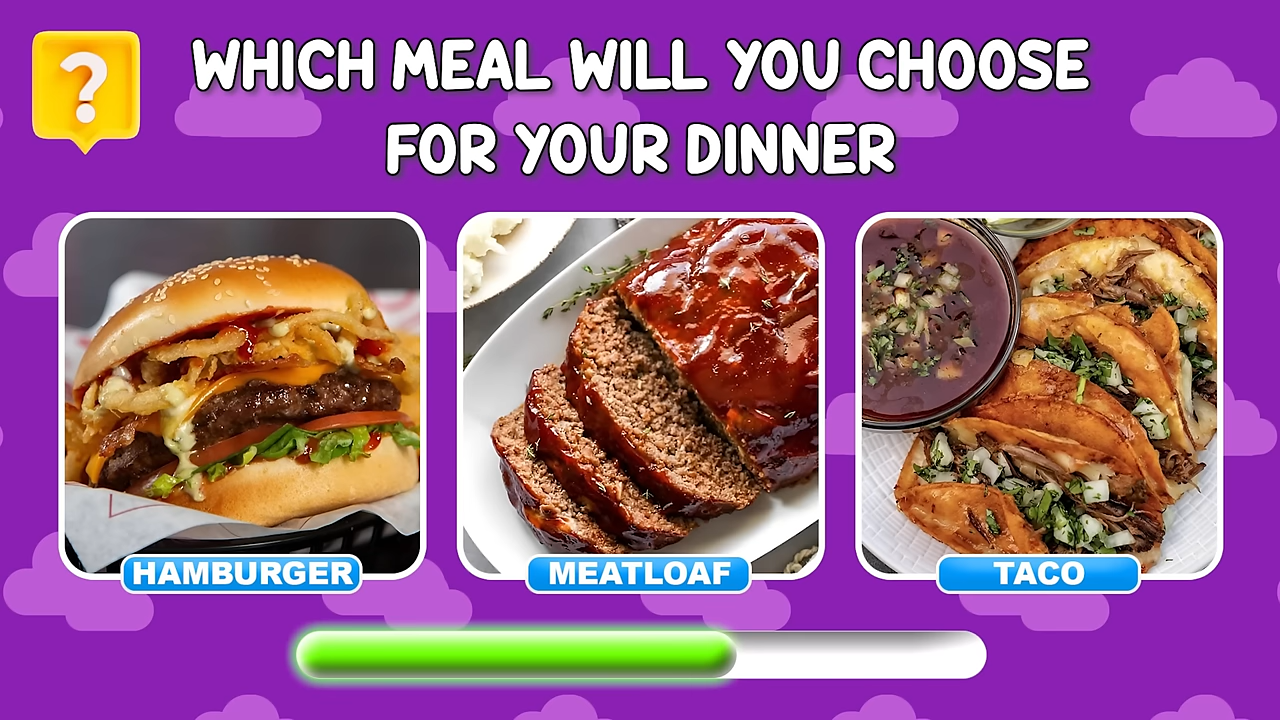 ?
WHICH MEAL WILL YOU CHOOSE
FOR YOUR DINNER
HAMBURGER
MEATLOAF
TACO